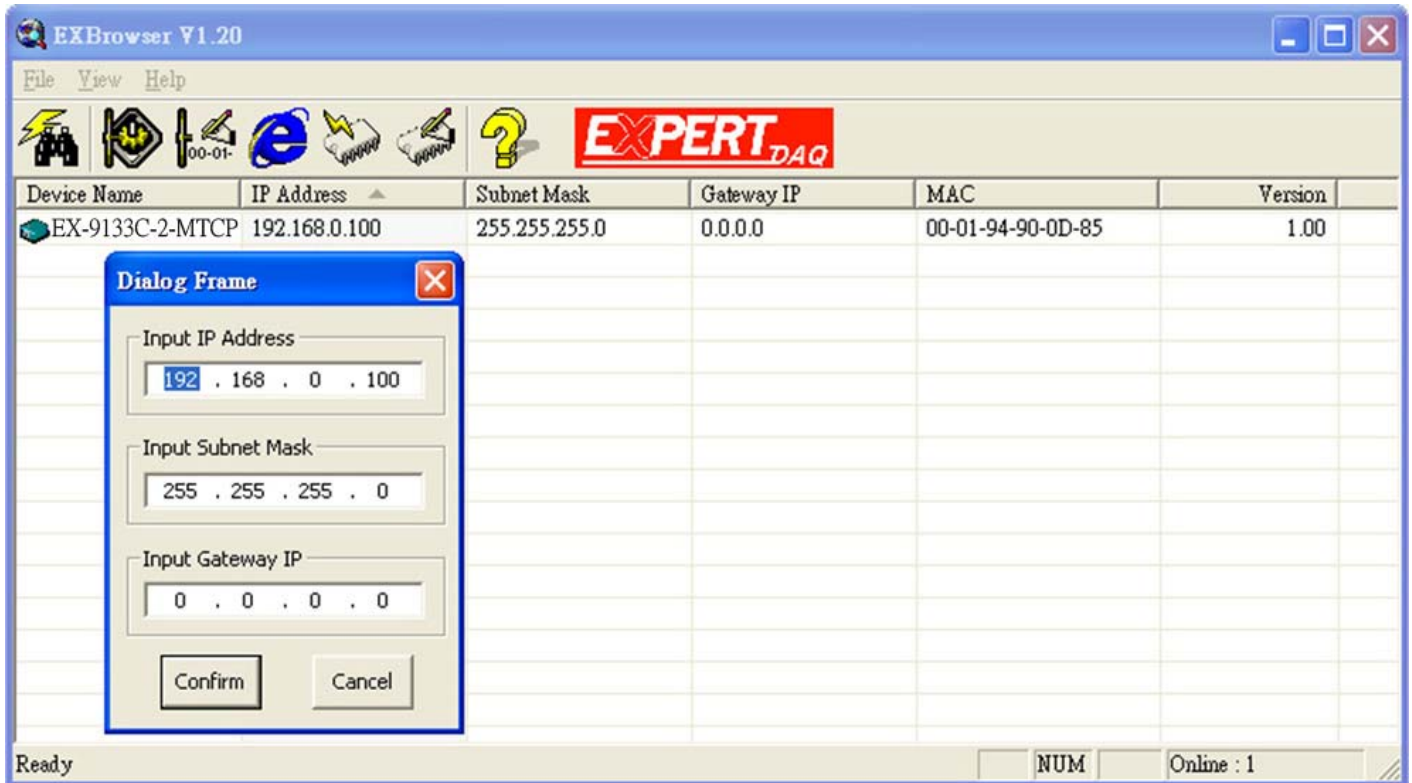 EXBrowser V1.20
File View Help
00-01-
EXPERT DAQ
Device Name IP Address Subnet Mask Gateway IP MAC Version
EX-9133C-2-MTCP 192.168.0.100 255.255.255.0 0.0.0.0 00-01-94-90-0D-85 1.00
Dialog Frame
Input IP Address
192 . 168 . 0 . 100
Input Subnet Mask
255 . 255 . 255 . 0
Input Gateway IP
0 . 0 . 0 . 0
Confirm Cancel
Ready NUM Online : 1